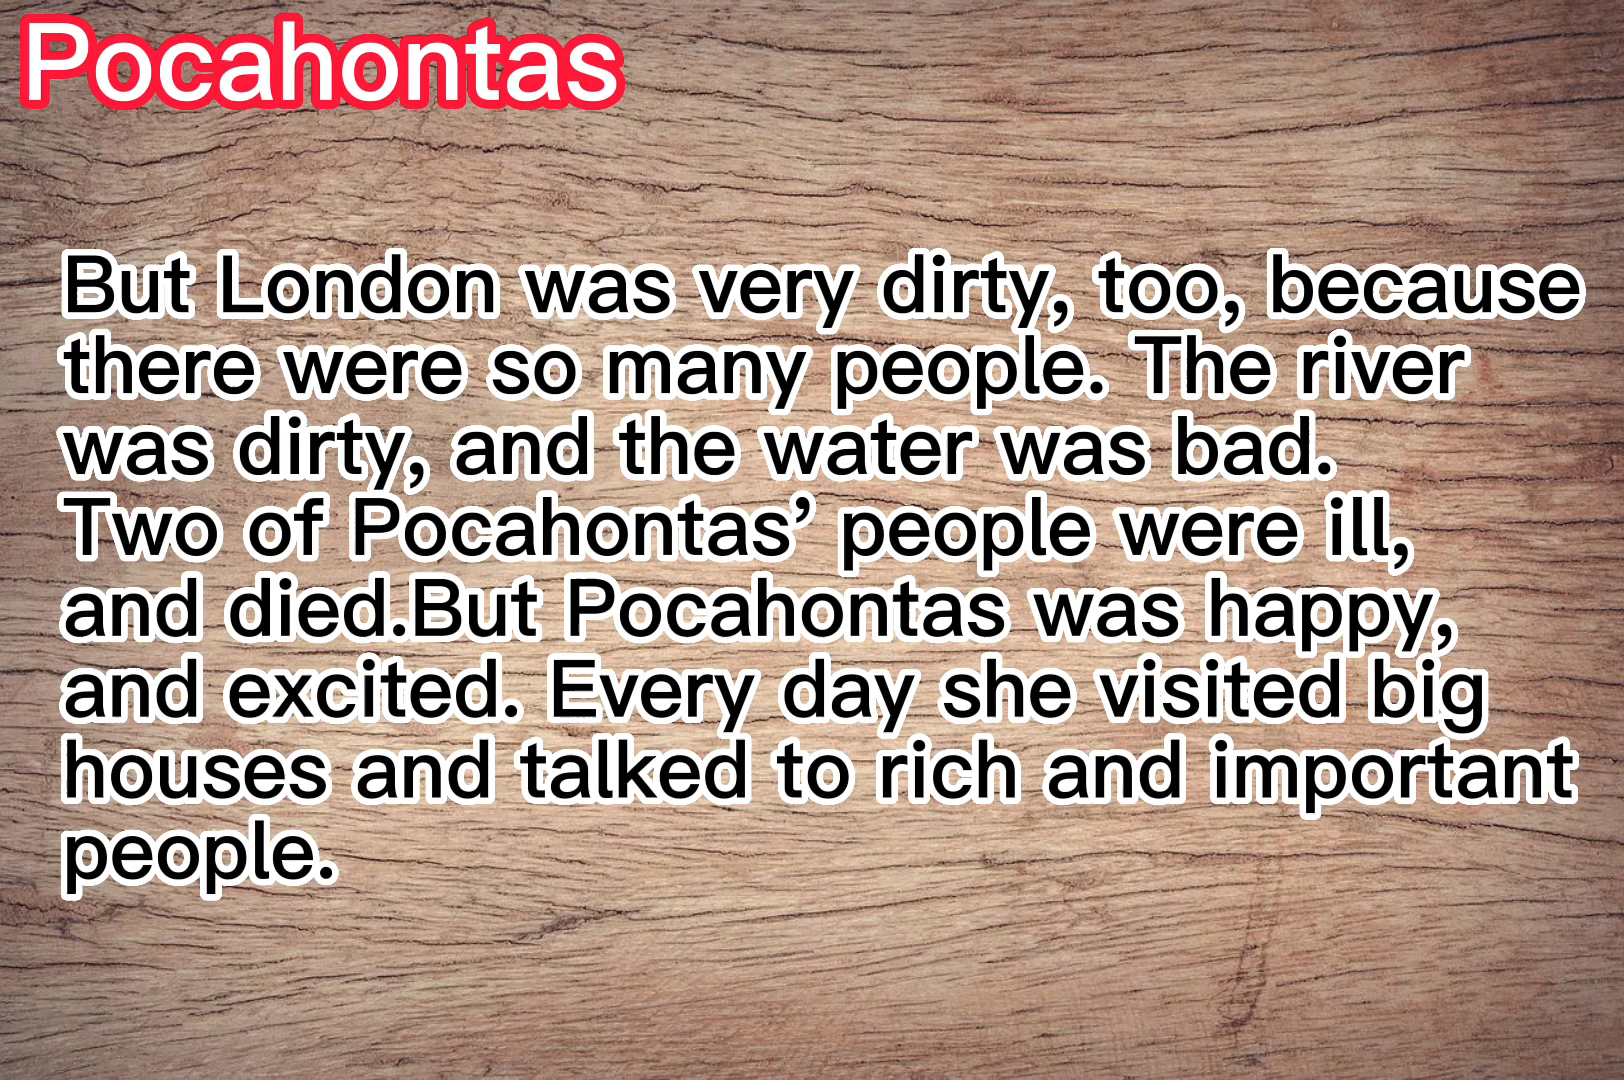 Pocahontas
But London was very dirty, too, because
there were so many people. The river
was dirty, and the water was bad.
Two of Pocahontas’ people were ill,
and died.But Pocahontas was happy,
and excited. Every day she visited big
houses and talked to rich and important
people.